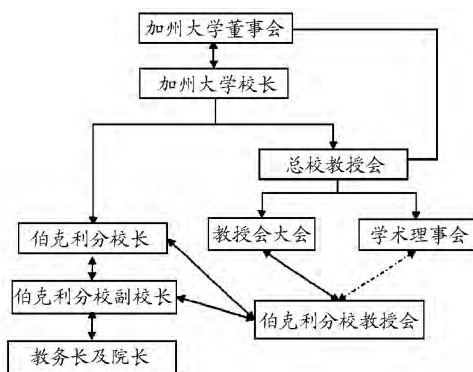 加州大学董事会
加州大学校长
总校教授会
伯克利分校长
教授会大会
学术理事会
伯克利分校副校长
伯克利分校教授会
教务长及院长